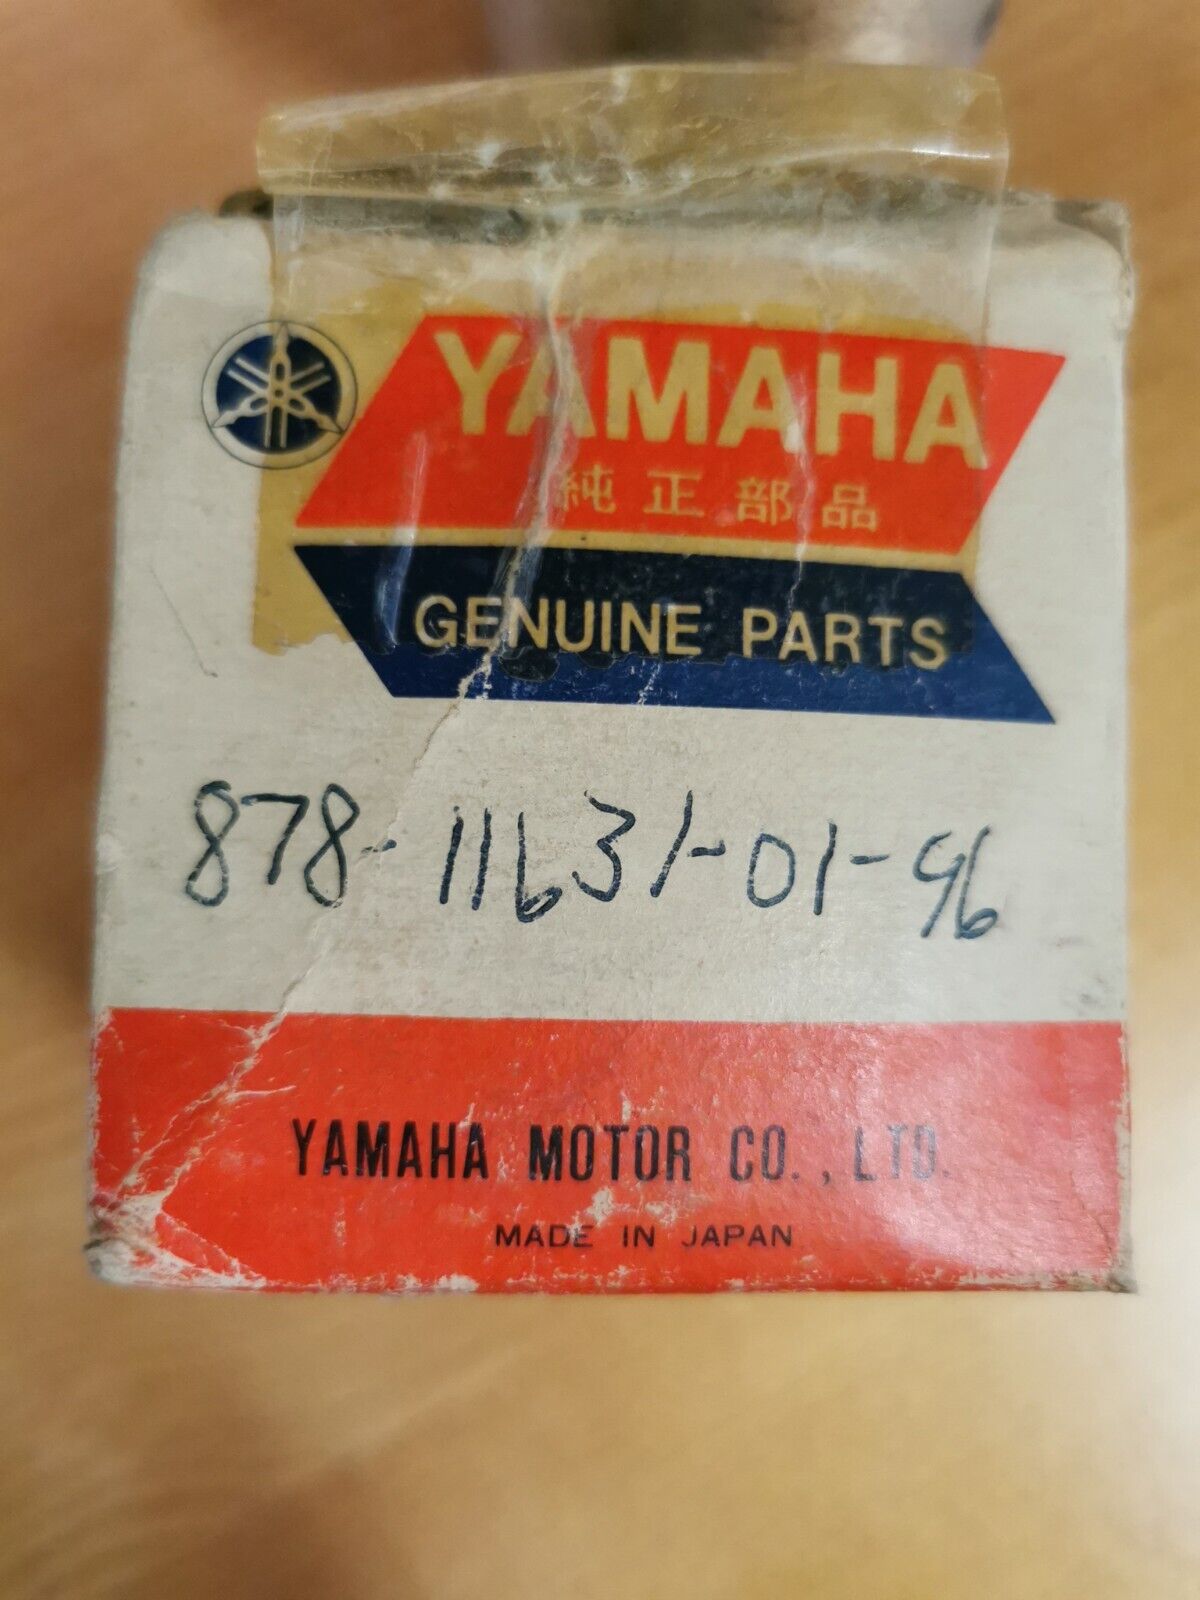 YAMAHA
純正部品
GENUINE PARTS
878-11631-01-96
YAMAHA MOTOR CO., LTD.
MADE IN JAPAN